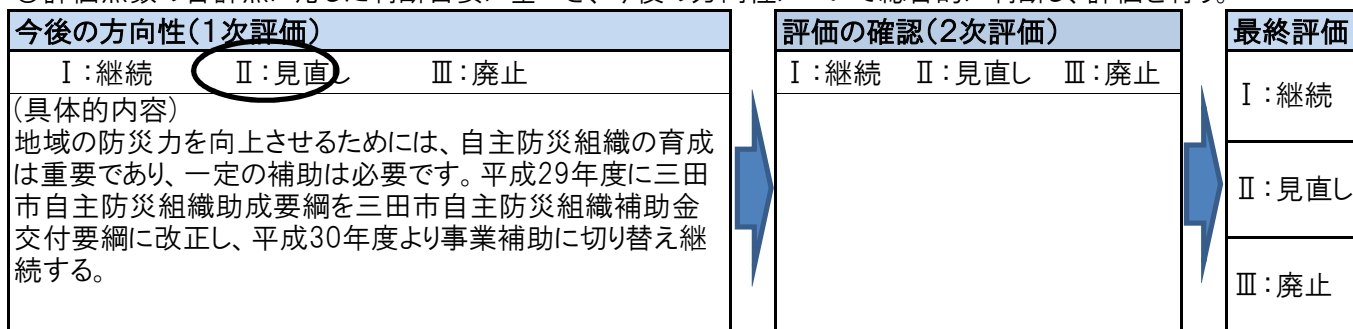 今後の方向性(1次評価)
Ⅰ：継続 Ⅱ：見直し Ⅲ：廃止
(具体的内容)
地域の防災力を向上させるためには、自主防災組織の育成
は重要であり、一定の補助は必要です。平成29年度に三田
市自主防災組織助成要綱を三田市自主防災組織補助金
交付要綱に改正し、平成30年度より事業補助に切り替え継
続する。
評価の確認(2次評価)
Ⅰ：継続 Ⅱ：見直し Ⅲ：廃止
最終評価
Ⅰ：継続
Ⅱ：見直し
Ⅲ：廃止